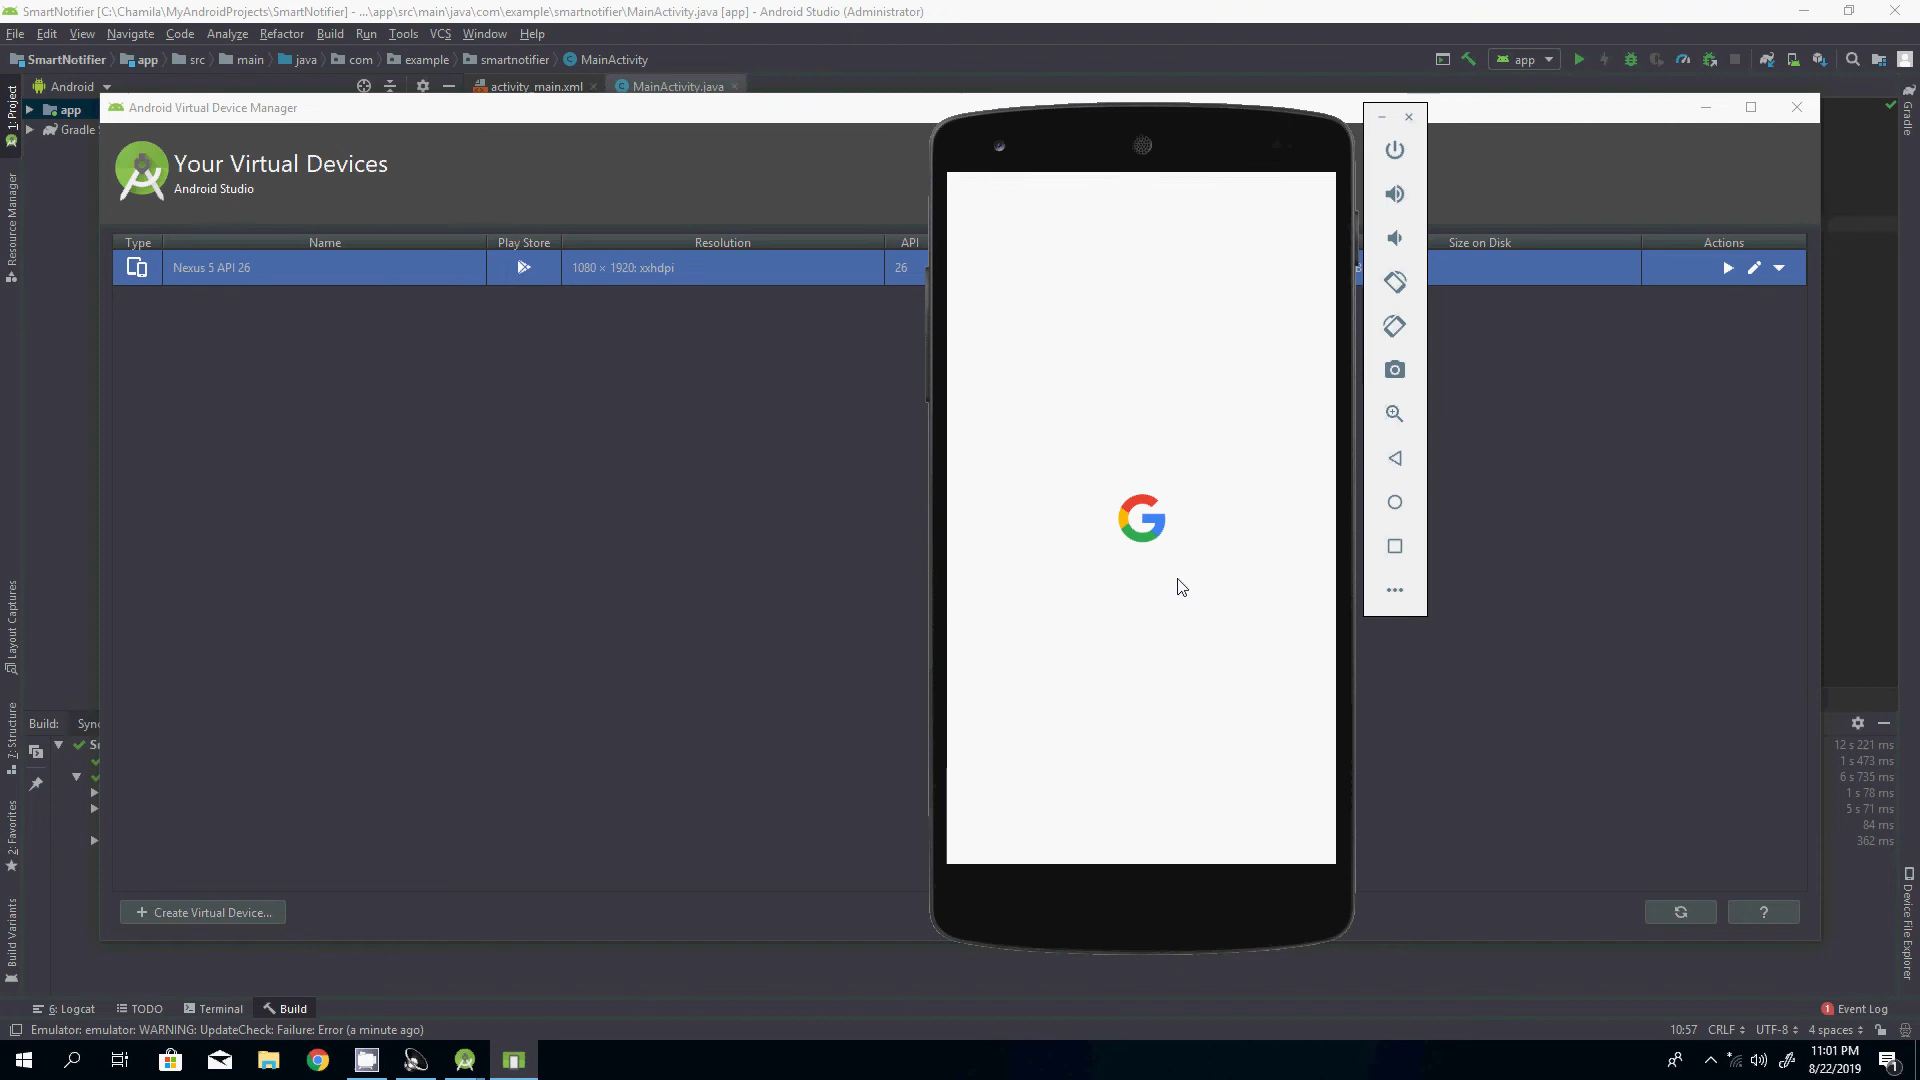 SmartNotifier [C:\Chamila\MyAndroidProjects\SmartNotifier] - ...\app\src\main\java\com\example\smartnotifier\MainActivity.java [app] - Android Studio (Administrator)
File Edit View Navigate Code Analyze Refactor Build Run Tools VCS Window Help
SmartNotifier app src main java com example smartnotifier MainActivity app
Android activity_main.xml MainActivity.java
1: Project
app
Gradle
Android Virtual Device Manager
Gradle
Your Virtual Devices
Android Studio
Resource Manager
Type Name Play Store Resolution API Size on Disk Actions
Nexus 5 API 26 1080 × 1920: xxhdpi 26
Layout Captures
7: Structure
2: Favorites
Build Variants
Device File Explorer
Build: Sync
12 s 221 ms
1 s 473 ms
6 s 735 ms
1 s 78 ms
5 s 71 ms
84 ms
362 ms
+ Create Virtual Device...
?
6: Logcat TODO Terminal Build 1 Event Log
Emulator: emulator: WARNING: UpdateCheck: Failure: Error (a minute ago) 10:57 CRLF UTF-8 4 spaces
11:01 PM
8/22/2019
1